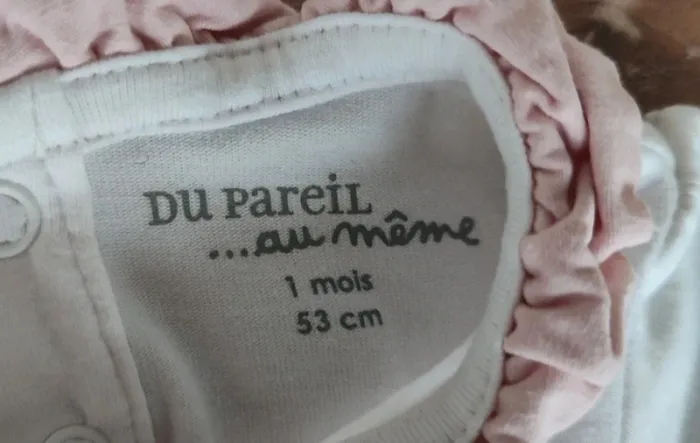 Du Pareil
...au même
1 mois
53 cm